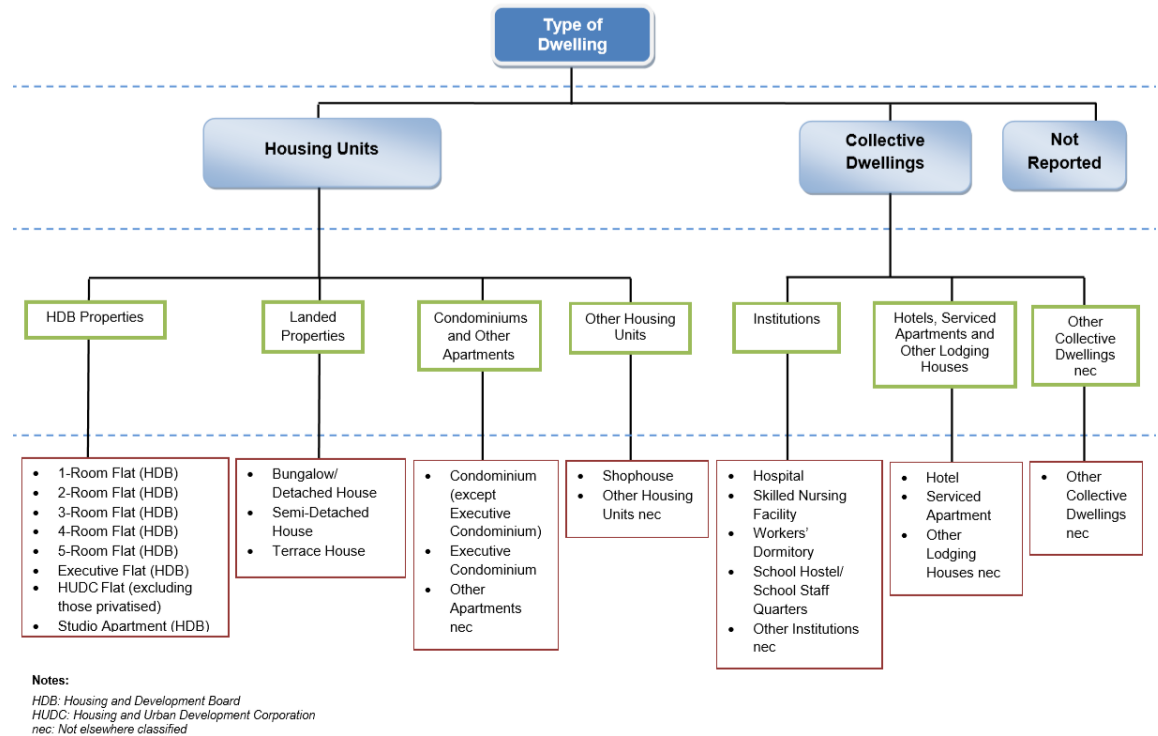 Type of
Dwelling
Housing Units
Collective
Dwellings
Not
Reported
HDB Properties
Landed
Properties
Condominiums
and Other
Apartments
Other Housing
Units
Institutions
Hotels, Serviced
Apartments and
Other Lodging
Houses
Other
Collective
Dwellings
nec
• 1-Room Flat (HDB)
• 2-Room Flat (HDB)
• 3-Room Flat (HDB)
• 4-Room Flat (HDB)
• 5-Room Flat (HDB)
• Executive Flat (HDB)
• HUDC Flat (excluding
those privatised)
• Studio Apartment (HDB)
• Bungalow/
Detached House
• Semi-Detached
House
• Terrace House
• Condominium
(except
Executive
Condominium)
• Executive
Condominium
• Other
Apartments
nec
• Shophouse
• Other Housing
Units nec
• Hospital
• Skilled Nursing
Facility
• Workers’
Dormitory
• School Hostel/
School Staff
Quarters
• Other Institutions
nec
• Hotel
• Serviced
Apartment
• Other
Lodging
Houses nec
• Other
Collective
Dwellings
nec
Notes:
HDB: Housing and Development Board
HUDC: Housing and Urban Development Corporation
nec: Not elsewhere classified